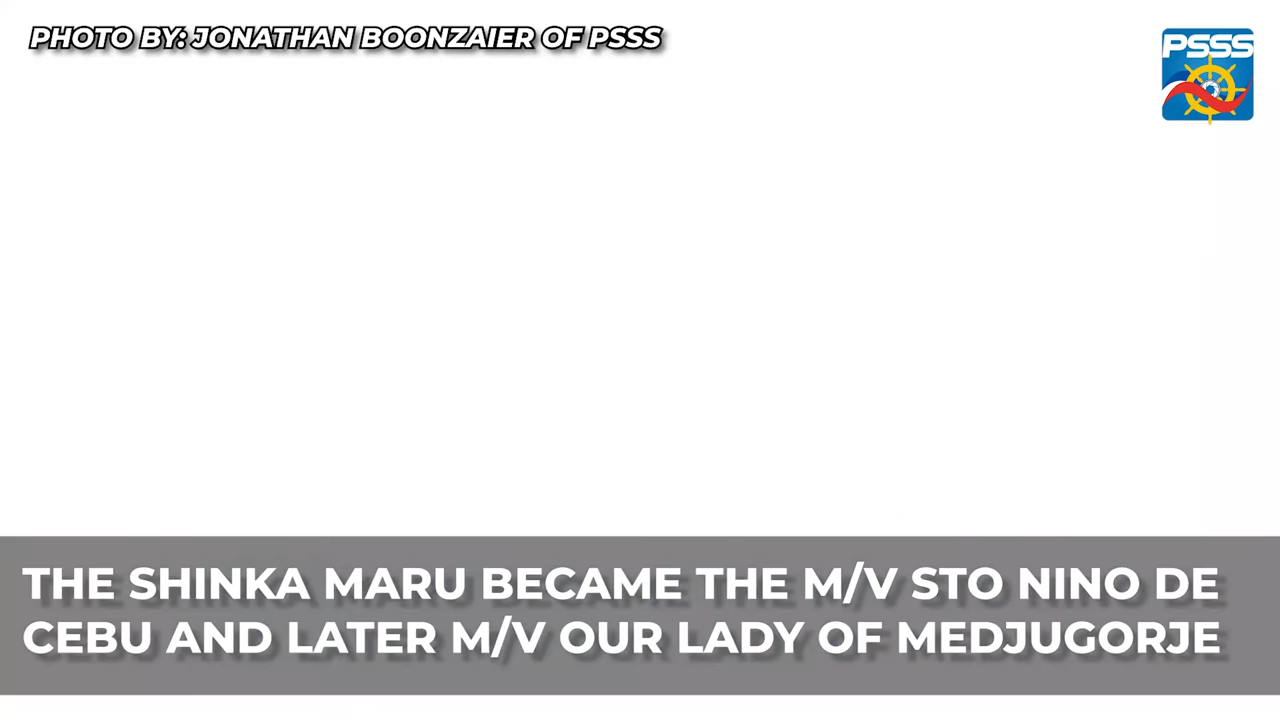 PHOTO BY: JONATHAN BOONZAIER OF PSSS
PSSS
THE SHINKA MARU BECAME THE M/V STO NINO DE
CEBU AND LATER M/V OUR LADY OF MEDJUGORJE